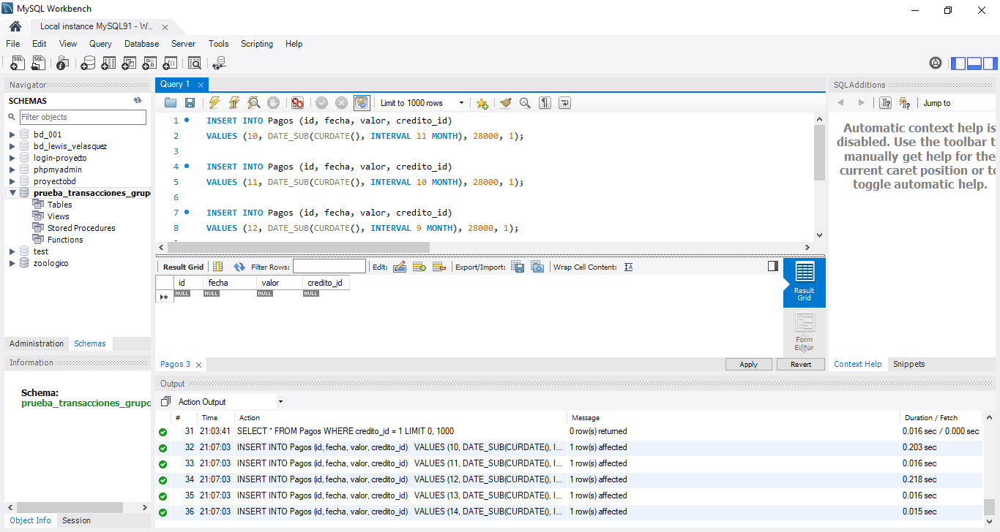 MySQL Workbench
Local instance MySQL91 - W...
File Edit View Query Database Server Tools Scripting Help
Navigator
SCHEMAS
Filter objects
bd_001
bd_lewis_velasquez
login-proyecto
phpmyadmin
proyectobd
prueba_transacciones_grupo
Tables
Views
Stored Procedures
Functions
test
zoologico
Administration Schemas
Information
Schema:
prueba_transacciones_grupo
Object Info Session
Query 1
Limit to 1000 rows
1 INSERT INTO Pagos (id, fecha, valor, credito_id)
2 VALUES (10, DATE_SUB(CURDATE(), INTERVAL 11 MONTH), 28000, 1);
3
4 INSERT INTO Pagos (id, fecha, valor, credito_id)
5 VALUES (11, DATE_SUB(CURDATE(), INTERVAL 10 MONTH), 28000, 1);
6
7 INSERT INTO Pagos (id, fecha, valor, credito_id)
8 VALUES (12, DATE_SUB(CURDATE(), INTERVAL 9 MONTH), 28000, 1);
Result Grid Filter Rows: Edit: Export/Import: Wrap Cell Content:
id fecha valor credito_id
NULL NULL NULL NULL
Result
Grid
Form
Editor
Pagos 3
Apply Revert
SQLAdditions
Jump to
Automatic context help is
disabled. Use the toolbar t
manually get help for the
current caret position or to
toggle automatic help.
Context Help Snippets
Output
Action Output
# Time Action Message Duration / Fetch
31 21:03:41 SELECT * FROM Pagos WHERE credito_id = 1 LIMIT 0, 1000 0 row(s) returned 0.016 sec / 0.000 sec
32 21:07:03 INSERT INTO Pagos (id, fecha, valor, credito_id) VALUES (10, DATE_SUB(CURDATE(), I... 1 row(s) affected 0.203 sec
33 21:07:03 INSERT INTO Pagos (id, fecha, valor, credito_id) VALUES (11, DATE_SUB(CURDATE(), I... 1 row(s) affected 0.016 sec
34 21:07:03 INSERT INTO Pagos (id, fecha, valor, credito_id) VALUES (12, DATE_SUB(CURDATE(), I... 1 row(s) affected 0.218 sec
35 21:07:03 INSERT INTO Pagos (id, fecha, valor, credito_id) VALUES (13, DATE_SUB(CURDATE(), I... 1 row(s) affected 0.016 sec
36 21:07:03 INSERT INTO Pagos (id, fecha, valor, credito_id) VALUES (14, DATE_SUB(CURDATE(), I... 1 row(s) affected 0.015 sec